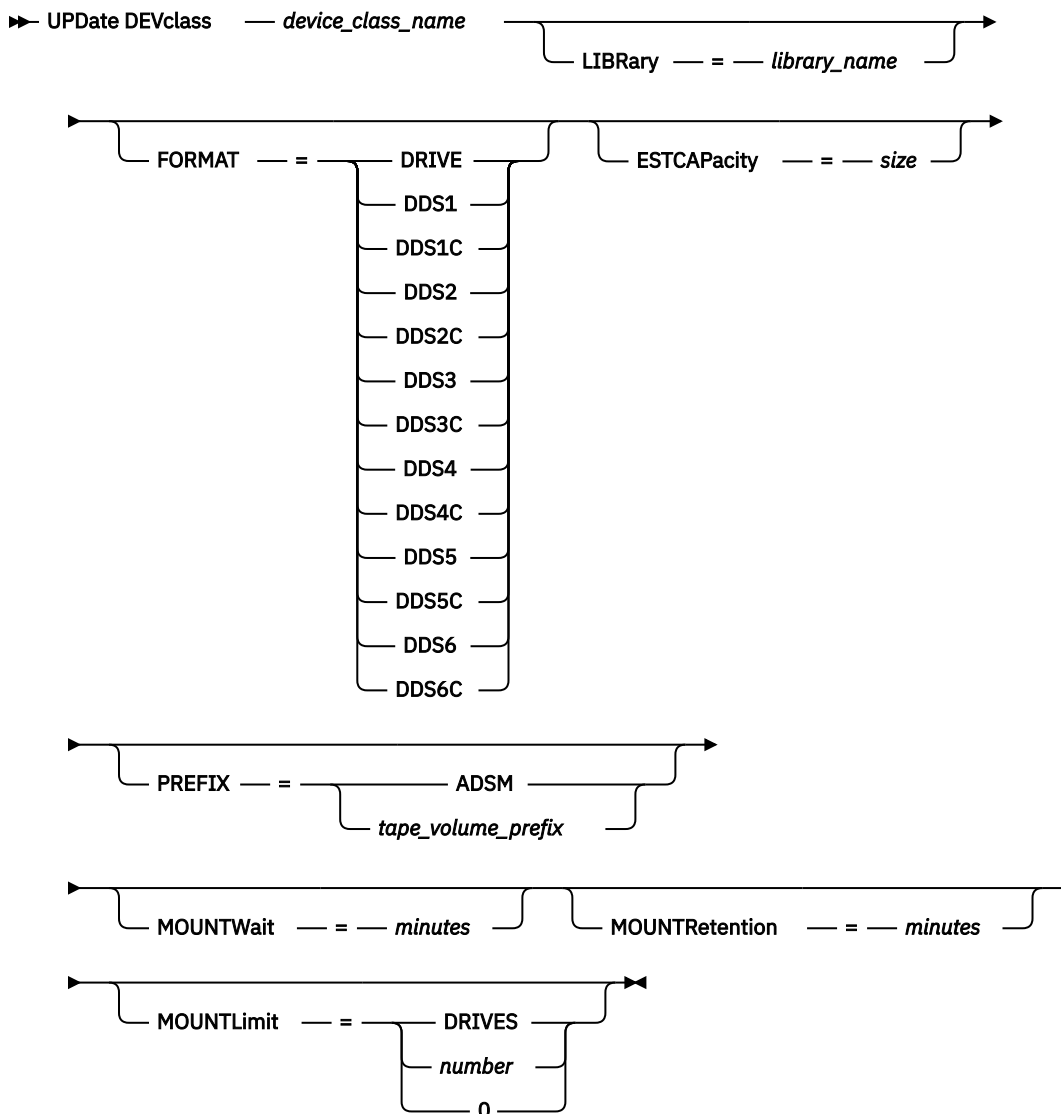 UPDate DEVclass — device_class_name
LIBRary — = — library_name
FORMAT — = — DRIVE
ESTCAPacity — = — size
DDS1
DDS1C
DDS2
DDS2C
DDS3
DDS3C
DDS4
DDS4C
DDS5
DDS5C
DDS6
DDS6C
PREFIX — = — ADSM
tape_volume_prefix
MOUNTWait — = — minutes
MOUNTRetention — = — minutes
MOUNTLimit — = — DRIVES
number
0